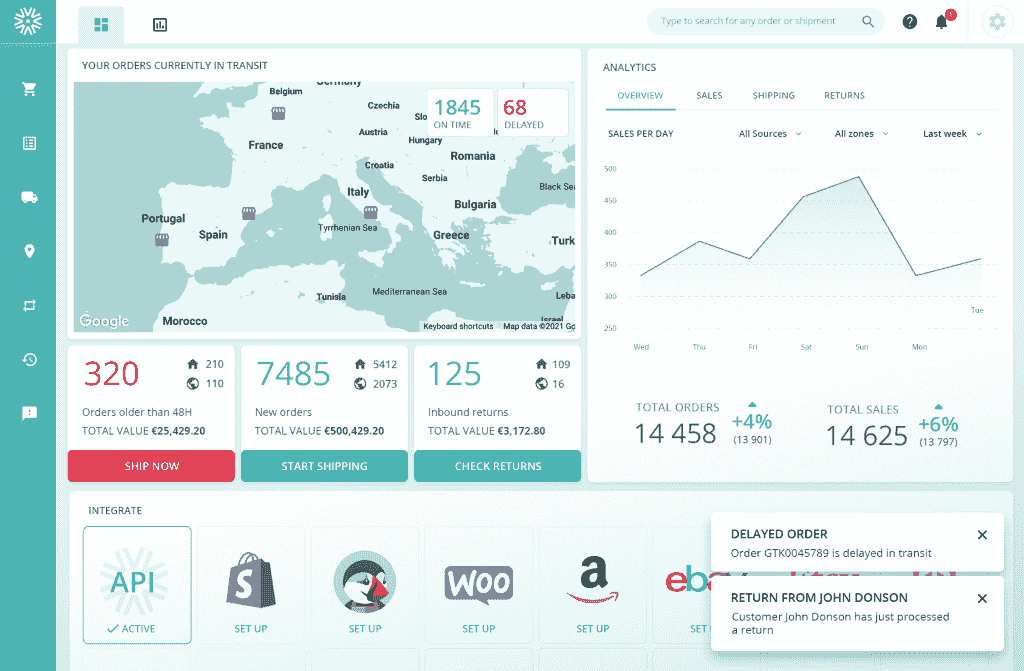 Type to search for any order or shipment
1
YOUR ORDERS CURRENTLY IN TRANSIT
Germany
Belgium
Czechia
Slo
Austria
Hungary
France
Romania
Croatia
Serbia
Italy
Black Sea
Bulgaria
Portugal
Spain
Tyrrhenian Sea
Greece
Turk
Tunisia
Mediterranean Sea
Leba
Israel
Morocco
Google
Keyboard shortcuts
Map data ©2021 Gc
1845
ON TIME
68
DELAYED
320
210
110
Orders older than 48H
TOTAL VALUE €25,429.20
SHIP NOW
7485
5412
2073
New orders
TOTAL VALUE €500,429.20
START SHIPPING
125
109
16
Inbound returns
TOTAL VALUE €3,172.80
CHECK RETURNS
ANALYTICS
OVERVIEW SALES SHIPPING RETURNS
SALES PER DAY All Sources All zones Last week
500
450
400
350
300
250
Wed Thu Fri Sat Sun Mon Tue
TOTAL ORDERS
14 458
+4%
(13 901)
TOTAL SALES
14 625
+6%
(13 797)
INTEGRATE
API
ACTIVE
S
SET UP
SET UP
WOO
SET UP
a
SET UP
eb
SET
DELAYED ORDER
Order GTK0045789 is delayed in transit
RETURN FROM JOHN DONSON
Customer John Donson has just processed
a return